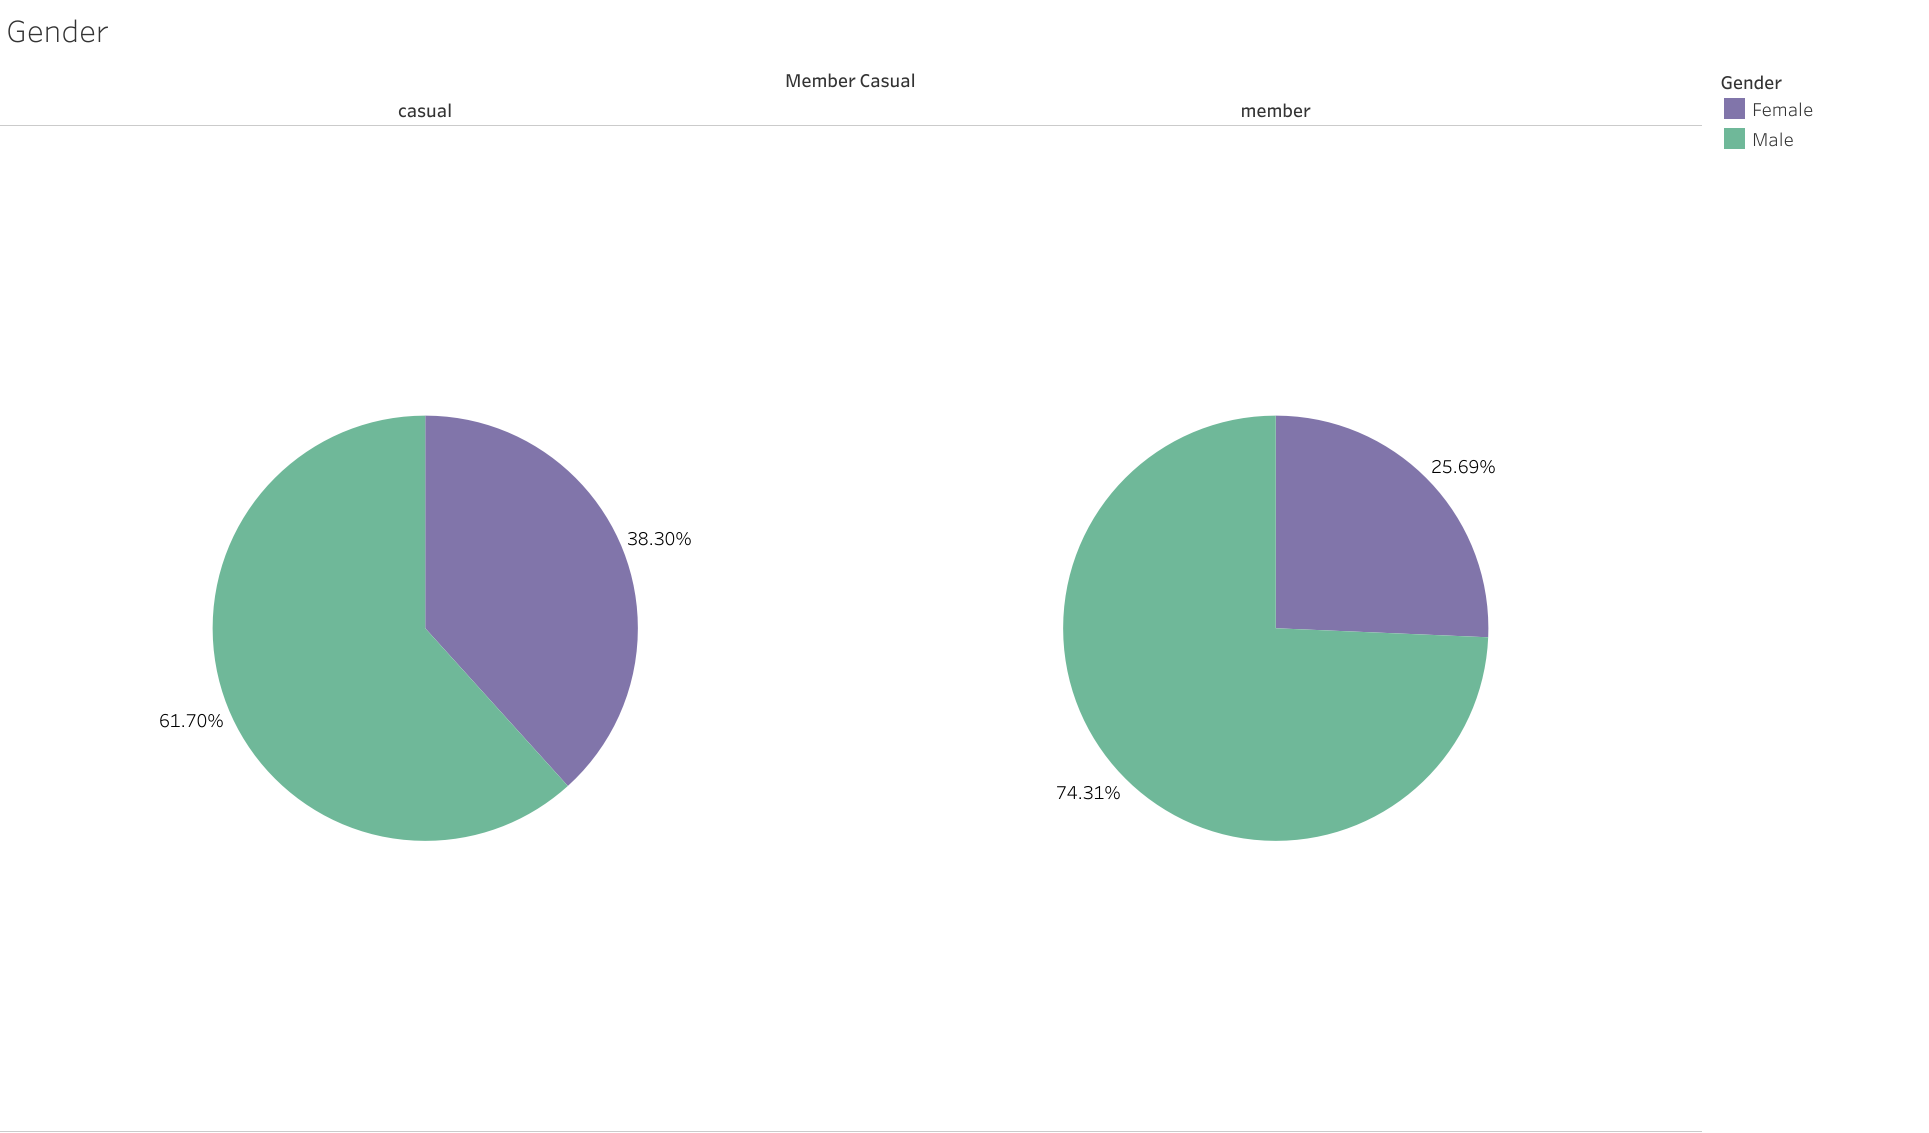 Gender
Member Casual
casual
member
Gender
Female
Male
25.69%
38.30%
61.70%
74.31%